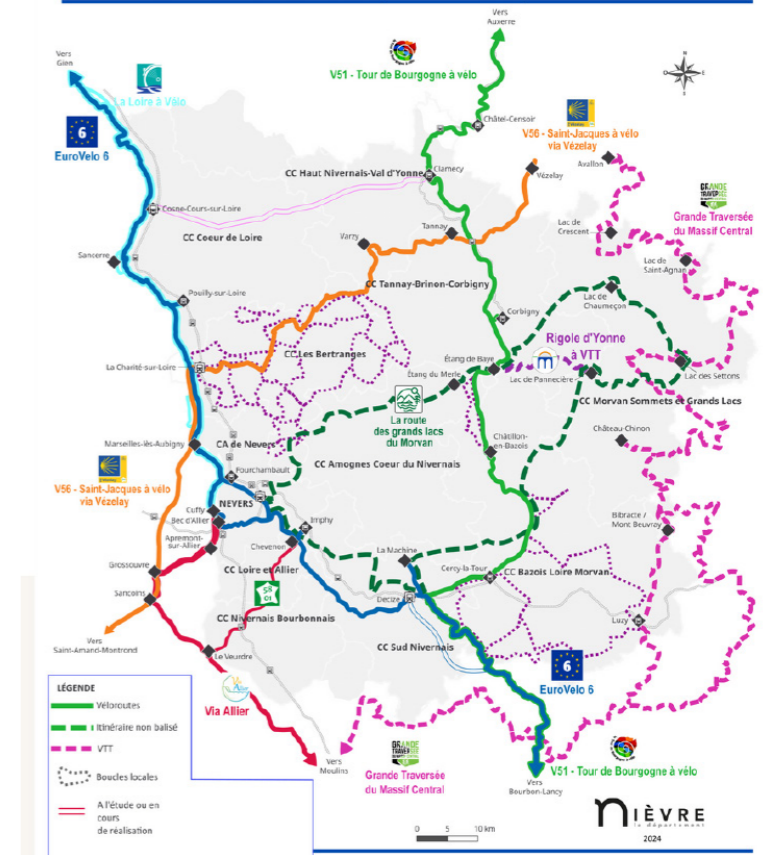 Vers
Auxerre
Vers
Gien
V51 - Tour de Bourgogne à vélo
La Loire à Vélo
6
EuroVelo 6
Châtel-Censoir
V56 - Saint-Jacques à vélo
via Vézelay
Avallon
Vézelay
CC Haut Nivernais-Val d'Yonne
Clamecy
Grande Traversée
du Massif Central
Cosne-Cours-sur-Loire
CC Coeur de Loire
Tannay
Varzy
Lac de
Crescent
Sancerre
Lac de
Saint-Agnan
CC Tannay-Brinon-Corbigny
Pouilly-sur-Loire
Lac de
Chaumeçon
Corbigny
Rigole d'Yonne
à VTT
CC Les Bertranges
Étang de Baye
La Charité-sur-Loire
Étang du Merle
Lac de Pannecière
Lac des Settons
CC Morvan Sommets et Grands Lacs
La route
des grands lacs
du Morvan
Château-Chinon
Marseilles-lès-Aubigny
CA de Nevers
Châtillon-
en-Bazois
CC Amognes Coeur du Nivernais
Fourchambault
V56 - Saint-Jacques à vélo
via Vézelay
NEVERS
Cuffy
Bec d'Allier
Imphy
Bibracte /
Mont Beuvray
Apremont-
sur-Allier
Chevenon
La Machine
Grossouvre
CC Loire et Allier
Cercy-la-Tour
CC Bazois Loire Morvan
58
Sancoins
Decize
CC Nivernais Bourbonnais
Luzy
Vers
Saint-Amand-Montrond
CC Sud Nivernais
Le Veurdre
6
EuroVelo 6
LÉGENDE
Véloroutes
Itinéraire non balisé
VTT
Boucles locales
A l'étude ou en
cours
de réalisation
Via Allier
Vers
Moulins
GRANDE
TRAVERSÉE
Grande Traversée
du Massif Central
V51 - Tour de Bourgogne à vélo
Vers
Bourbon-Lancy
NIÈVRE
le département
2024
0 5 10 km